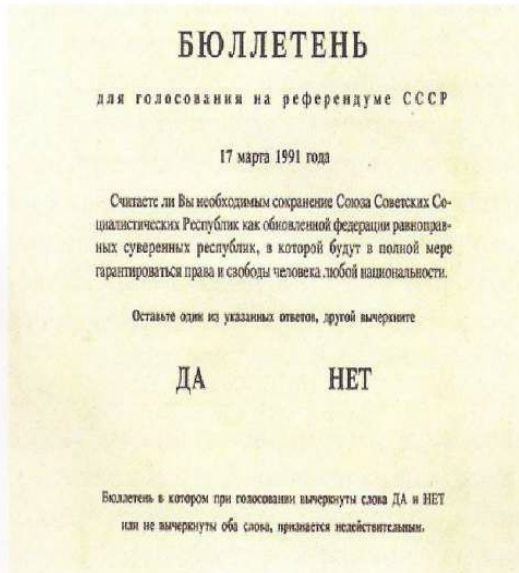 БЮЛЛЕТЕНЬ
для голосования на референдуме СССР
17 марта 1991 года
Считаете ли Вы необходимым сохранение Союза Советских Со-
циалистических Республик как обновленной федерации равноправ-
ных суверенных республик, в которой будут в полной мере
гарантироваться права и свободы человека любой национальности.
Оставьте один из указанных ответов, другой вычеркните
ДА НЕТ
Бюллетень в котором при голосовании вычеркнуты слова ДА и НЕТ
или не вычеркнуты оба слова, признается недействительным.